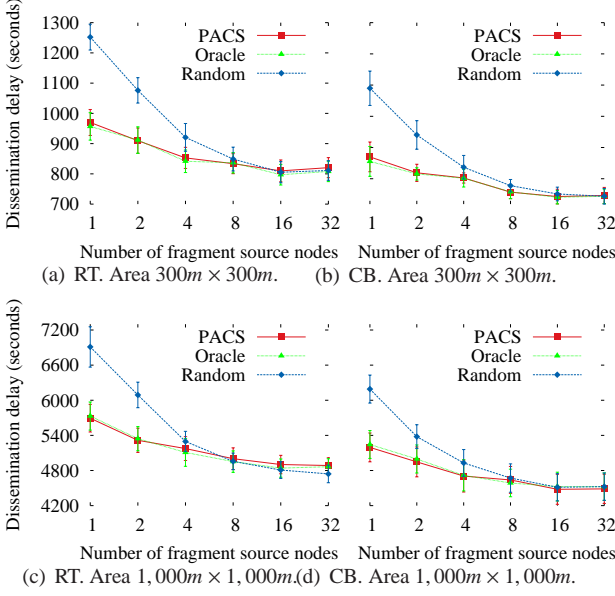 Dissemination delay (seconds)
1300
1200
1100
1000
900
800
700
PACS
Oracle
Random
1 2 4 8 16 32
Number of fragment source nodes
(a) RT. Area 300m × 300m.
PACS
Oracle
Random
1 2 4 8 16 32
Number of fragment source nodes
(b) CB. Area 300m × 300m.
Dissemination delay (seconds)
7200
6600
6000
5400
4800
4200
PACS
Oracle
Random
1 2 4 8 16 32
Number of fragment source nodes
(c) RT. Area 1,000m × 1,000m.
PACS
Oracle
Random
1 2 4 8 16 32
Number of fragment source nodes
(d) CB. Area 1,000m × 1,000m.